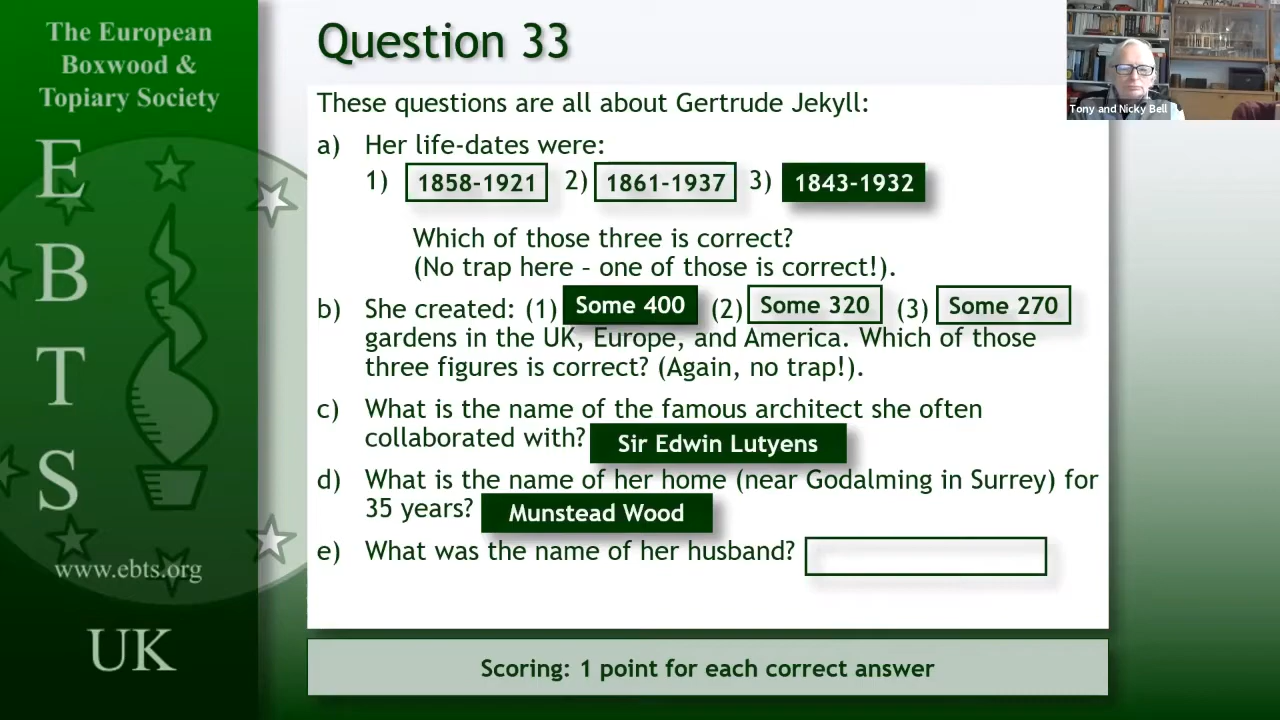 The European
Boxwood &
Topiary Society
E
B
T
S
www.ebts.org
UK
Question 33
These questions are all about Gertrude Jekyll:
a) Her life-dates were:
1) 1858-1921 2) 1861-1937 3) 1843-1932
Which of those three is correct?
(No trap here – one of those is correct!).
b) She created: (1) Some 400 (2) Some 320 (3) Some 270
gardens in the UK, Europe, and America. Which of those
three figures is correct? (Again, no trap!).
c) What is the name of the famous architect she often
collaborated with? Sir Edwin Lutyens
d) What is the name of her home (near Godalming in Surrey) for
35 years? Munstead Wood
e) What was the name of her husband?
Scoring: 1 point for each correct answer
Tony and Nicky Bell